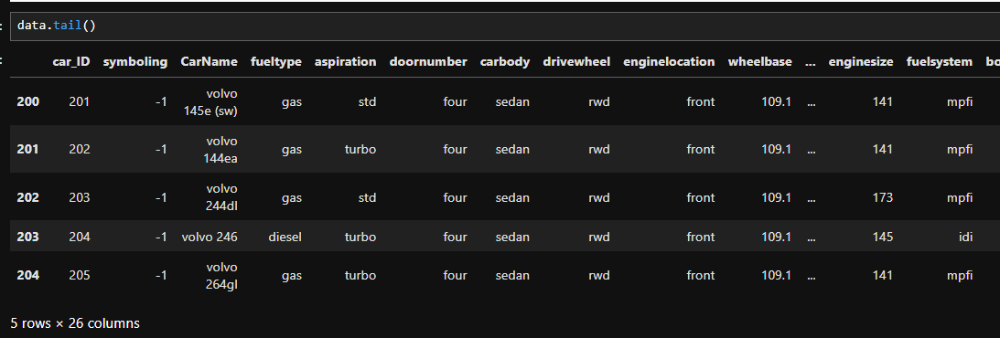 data.tail()
car_ID symboling CarName fueltype aspiration doornumber carbody drivewheel enginelocation wheelbase ... enginesize fuelsystem bo
200 201 -1 volvo 145e (sw) gas std four sedan rwd front 109.1 ... 141 mpfi
201 202 -1 volvo 144ea gas turbo four sedan rwd front 109.1 ... 141 mpfi
202 203 -1 volvo 244dl gas std four sedan rwd front 109.1 ... 173 mpfi
203 204 -1 volvo 246 diesel turbo four sedan rwd front 109.1 ... 145 idi
204 205 -1 volvo 264gl gas turbo four sedan rwd front 109.1 ... 141 mpfi
5 rows × 26 columns